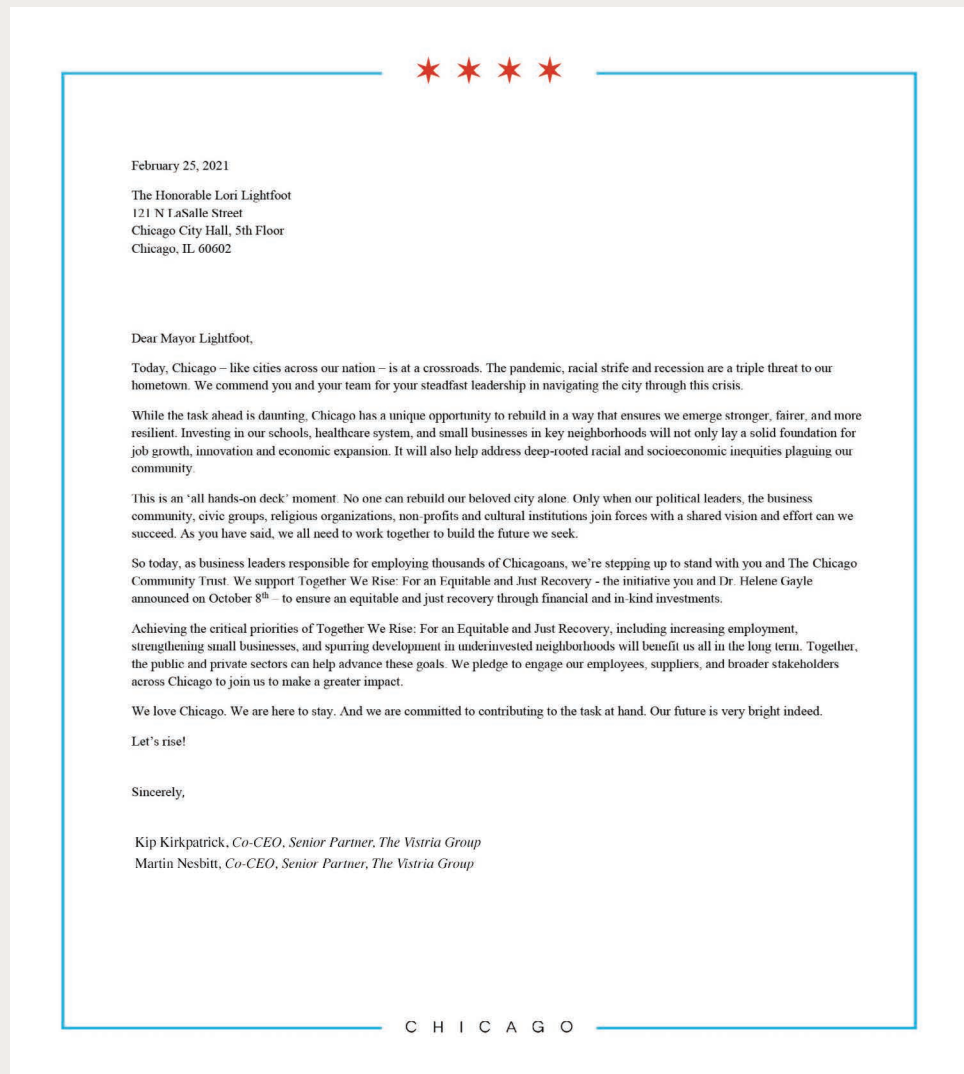 February 25, 2021
The Honorable Lori Lightfoot
121 N LaSalle Street
Chicago City Hall, 5th Floor
Chicago, IL 60602
Dear Mayor Lightfoot,
Today, Chicago – like cities across our nation – is at a crossroads. The pandemic, racial strife and recession are a triple threat to our
hometown. We commend you and your team for your steadfast leadership in navigating the city through this crisis.
While the task ahead is daunting, Chicago has a unique opportunity to rebuild in a way that ensures we emerge stronger, fairer, and more
resilient. Investing in our schools, healthcare system, and small businesses in key neighborhoods will not only lay a solid foundation for
job growth, innovation and economic expansion. It will also help address deep-rooted racial and socioeconomic inequities plaguing our
community.
This is an ‘all hands-on deck’ moment. No one can rebuild our beloved city alone. Only when our political leaders, the business
community, civic groups, religious organizations, non-profits and cultural institutions join forces with a shared vision and effort can we
succeed. As you have said, we all need to work together to build the future we seek.
So today, as business leaders responsible for employing thousands of Chicagoans, we’re stepping up to stand with you and The Chicago
Community Trust. We support Together We Rise: For an Equitable and Just Recovery - the initiative you and Dr. Helene Gayle
announced on October 8th – to ensure an equitable and just recovery through financial and in-kind investments.
Achieving the critical priorities of Together We Rise: For an Equitable and Just Recovery, including increasing employment,
strengthening small businesses, and spurring development in underinvested neighborhoods will benefit us all in the long term. Together,
the public and private sectors can help advance these goals. We pledge to engage our employees, suppliers, and broader stakeholders
across Chicago to join us to make a greater impact.
We love Chicago. We are here to stay. And we are committed to contributing to the task at hand. Our future is very bright indeed.
Let’s rise!
Sincerely,
Kip Kirkpatrick, Co-CEO, Senior Partner, The Vistria Group
Martin Nesbitt, Co-CEO, Senior Partner, The Vistria Group
CHICAGO